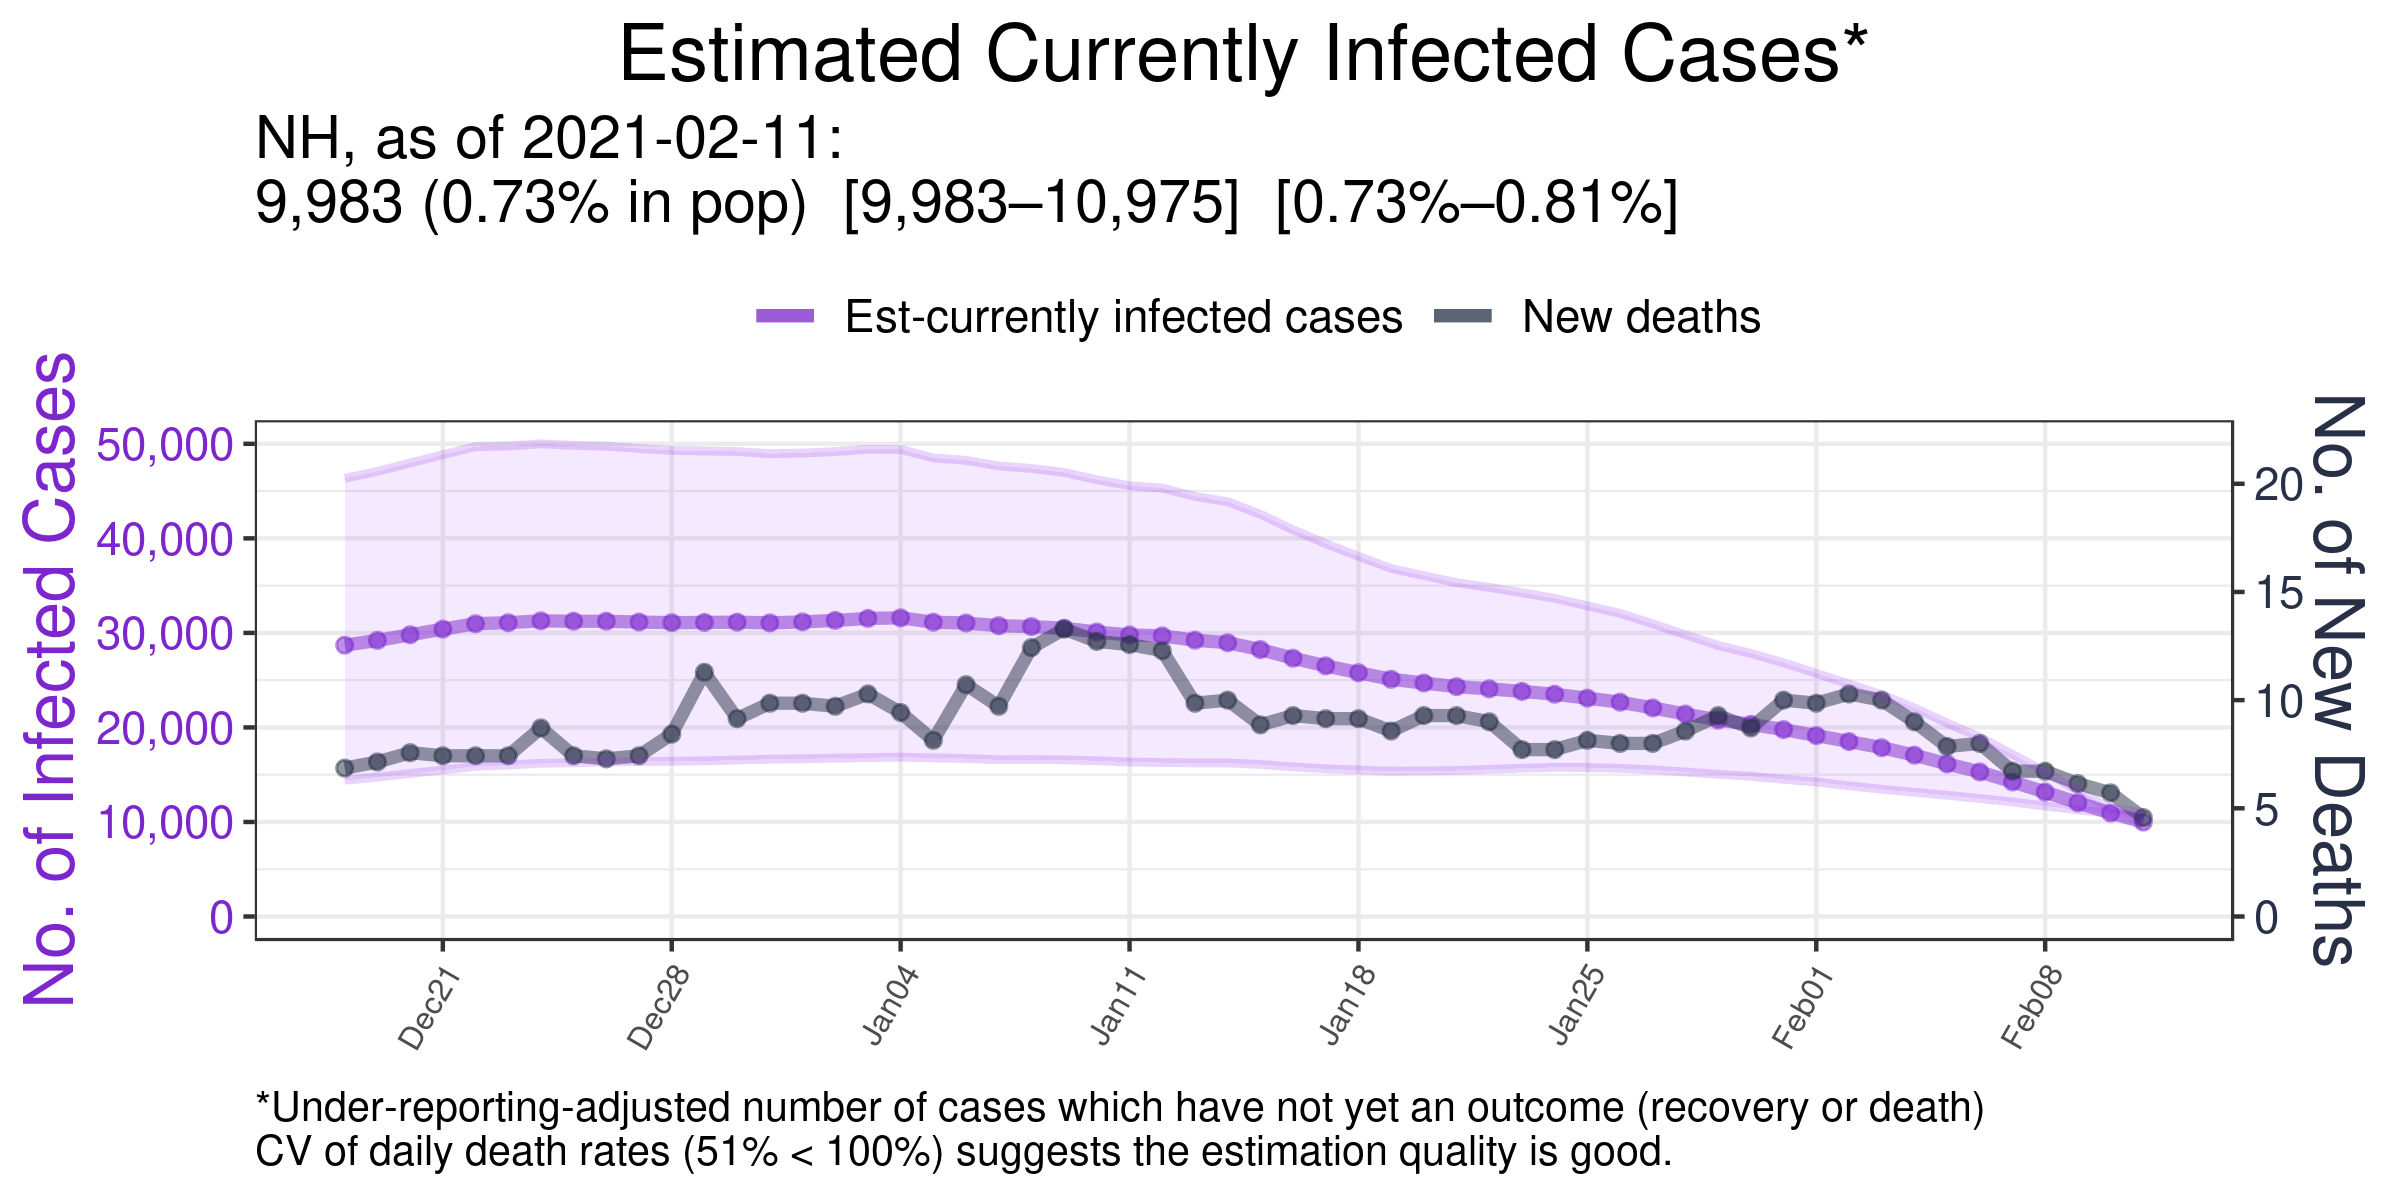 Estimated Currently Infected Cases*
NH, as of 2021-02-11:
9,983 (0.73% in pop)  [9,983–10,975]  [0.73%–0.81%]
Est-currently infected cases
New deaths
No. of Infected Cases
50,000
40,000
30,000
20,000
10,000
0
No. of New Deaths
20
15
10
5
0
Dec21
Dec28
Jan04
Jan11
Jan18
Jan25
Feb01
Feb08
*Under-reporting-adjusted number of cases which have not yet an outcome (recovery or death)
CV of daily death rates (51% < 100%) suggests the estimation quality is good.